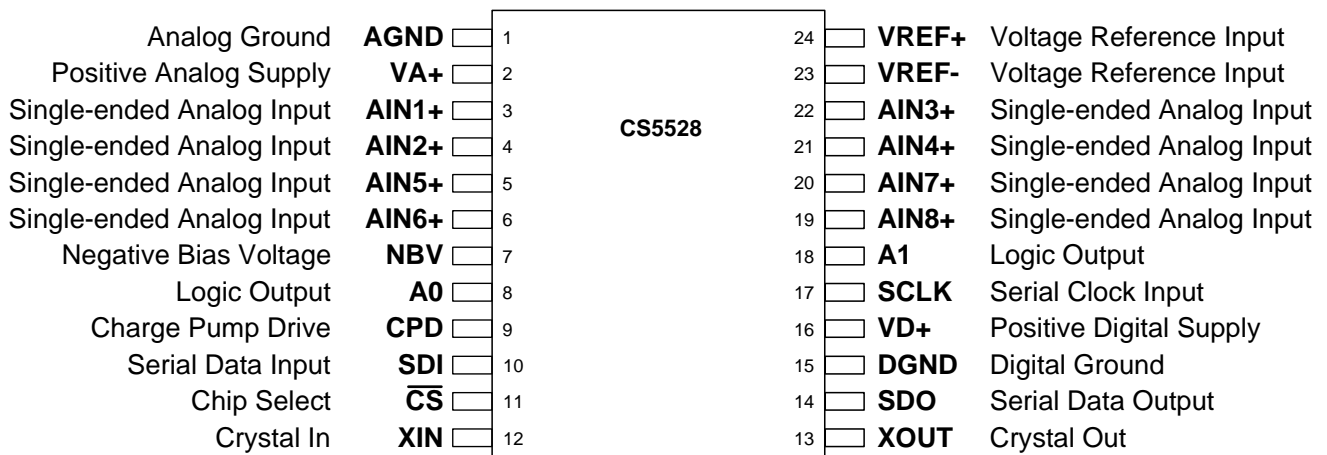 Analog Ground AGND 1 24 VREF+ Voltage Reference Input
Positive Analog Supply VA+ 2 23 VREF- Voltage Reference Input
Single-ended Analog Input AIN1+ 3 22 AIN3+ Single-ended Analog Input
CS5528
Single-ended Analog Input AIN2+ 4 21 AIN4+ Single-ended Analog Input
Single-ended Analog Input AIN5+ 5 20 AIN7+ Single-ended Analog Input
Single-ended Analog Input AIN6+ 6 19 AIN8+ Single-ended Analog Input
Negative Bias Voltage NBV 7 18 A1 Logic Output
Logic Output A0 8 17 SCLK Serial Clock Input
Charge Pump Drive CPD 9 16 VD+ Positive Digital Supply
Serial Data Input SDI 10 15 DGND Digital Ground
Chip Select C̅S̅ 11 14 SDO Serial Data Output
Crystal In XIN 12 13 XOUT Crystal Out